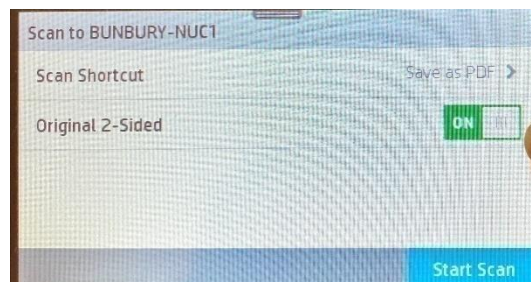 Scan to BUNBURY-NUC1
Scan Shortcut Save as PDF >
Original 2-Sided ON
Start Scan